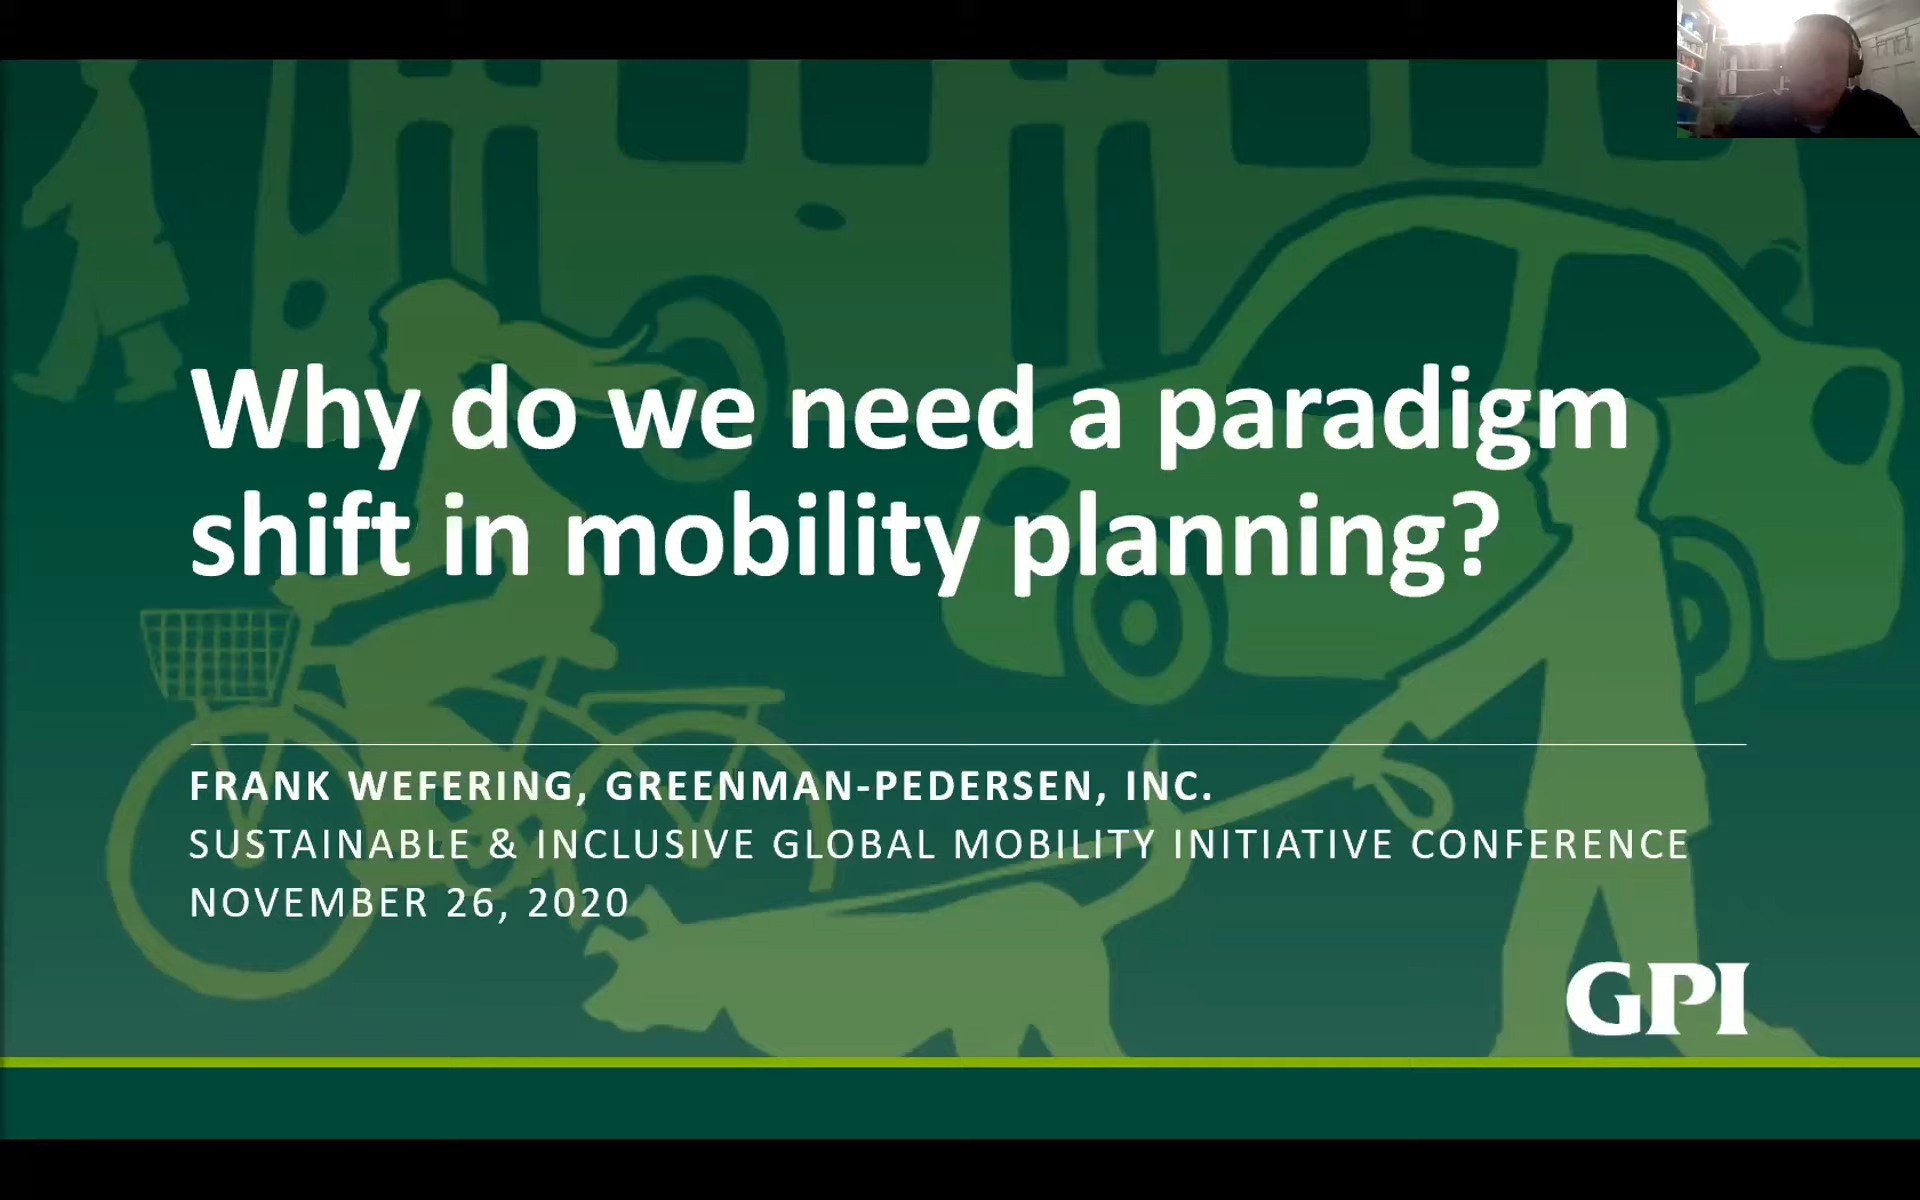 Why do we need a paradigm
shift in mobility planning?
FRANK WEFERING, GREENMAN-PEDERSEN, INC.
SUSTAINABLE & INCLUSIVE GLOBAL MOBILITY INITIATIVE CONFERENCE
NOVEMBER 26, 2020
GPI